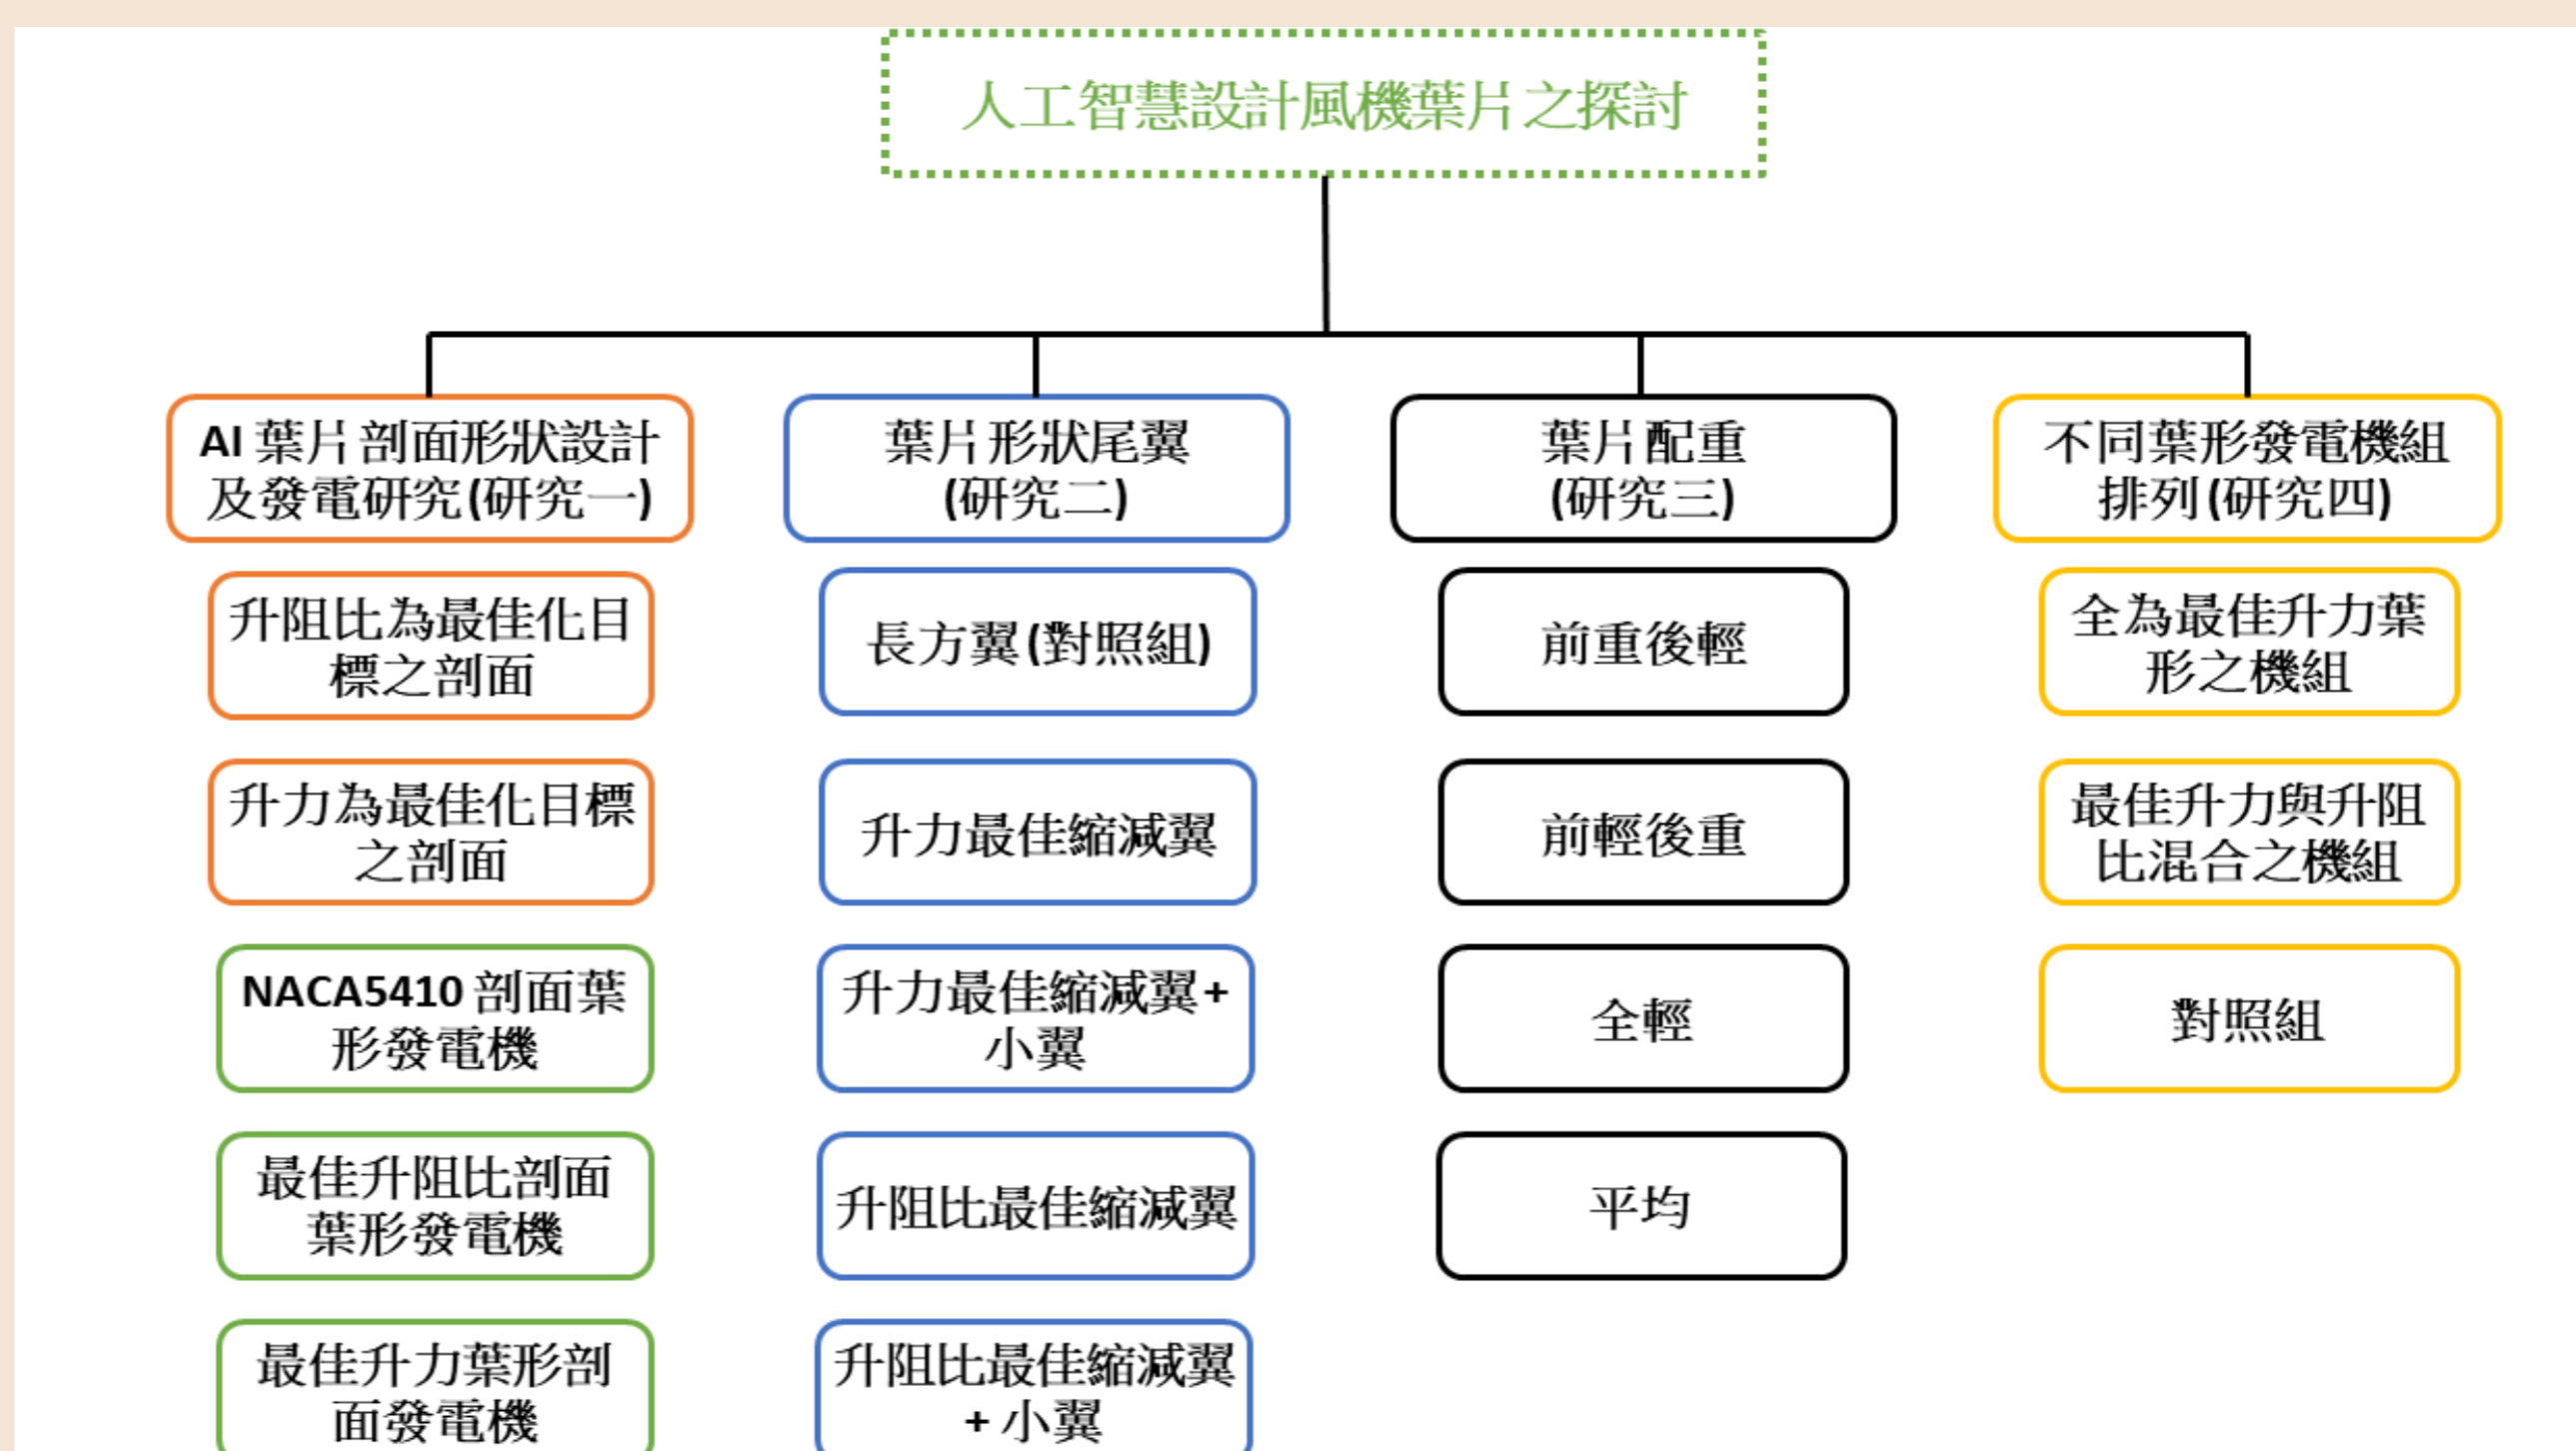 人工智慧設計風機葉片之探討
AI 葉片剖面形狀設計
及發電研究(研究一)
升阻比為最佳化目
標之剖面
升力為最佳化目標
之剖面
NACA5410 剖面葉
形發電機
最佳升阻比剖面
葉形發電機
最佳升力葉形剖
面發電機
葉片形狀尾翼
(研究二)
長方翼(對照組)
升力最佳縮減翼
升力最佳縮減翼+
小翼
升阻比最佳縮減翼
升阻比最佳縮減翼
+ 小翼
葉片配重
(研究三)
前重後輕
前輕後重
全輕
平均
不同葉形發電機組
排列(研究四)
全為最佳升力葉
形之機組
最佳升力與升阻
比混合之機組
對照組